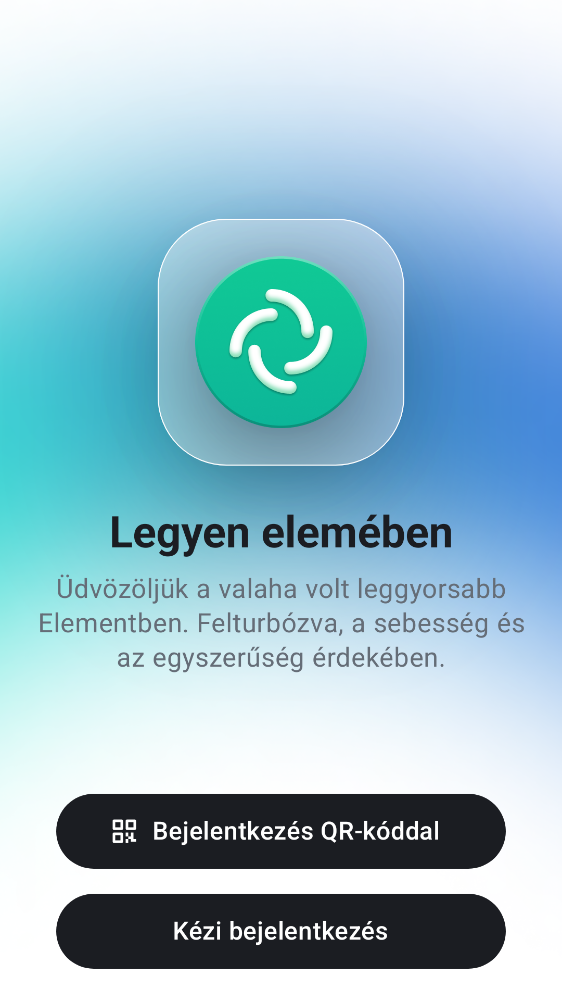 Legyen elemében
Üdvözöljük a valaha volt leggyorsabb
Elementben. Felturbózva, a sebesség és
az egyszerűség érdekében.
Bejelentkezés QR-kóddal
Kézi bejelentkezés